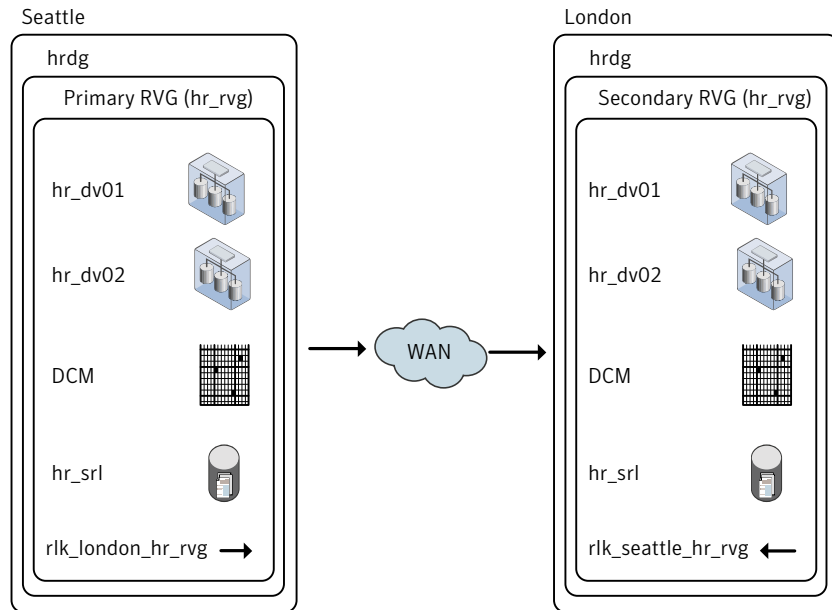 Seattle
hrdg
Primary RVG (hr_rvg)
hr_dv01
hr_dv02
DCM
hr_srl
rlk_london_hr_rvg
WAN
London
hrdg
Secondary RVG (hr_rvg)
hr_dv01
hr_dv02
DCM
hr_srl
rlk_seattle_hr_rvg